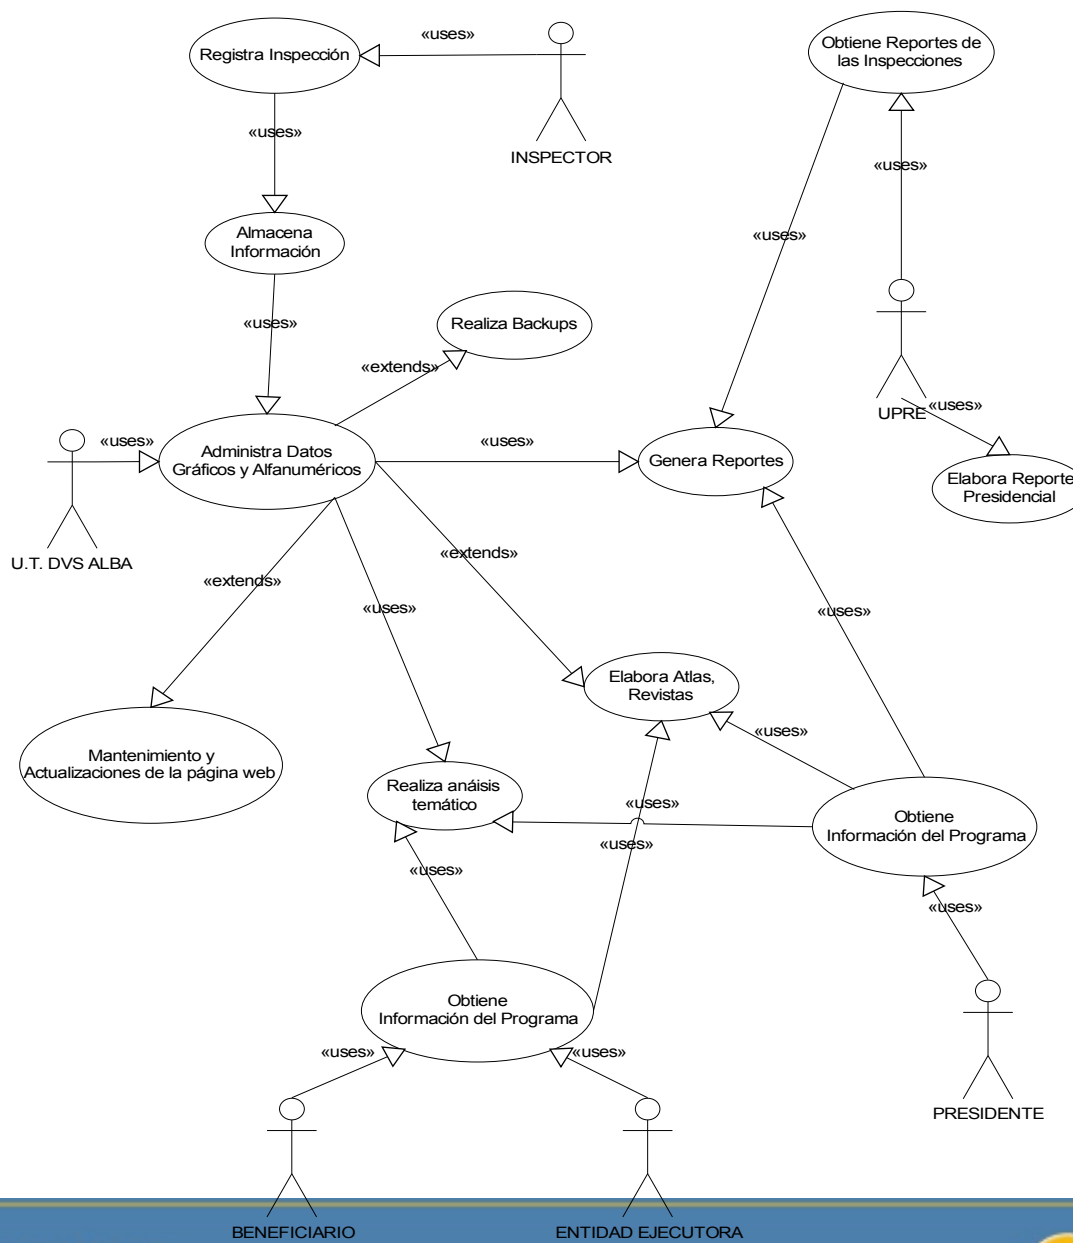 «uses»
Registra Inspección
Obtiene Reportes de
las Inspecciones
«uses»
INSPECTOR
«uses»
«uses»
Almacena
Información
«uses»
Realiza Backups
«extends»
UPRE
«uses»
«uses»
Administra Datos
Gráficos y Alfanuméricos
«uses»
Genera Reportes
Elabora Reporte
Presidencial
U.T. DVS ALBA
«extends»
«extends»
«uses»
«uses»
Elabora Atlas,
Revistas
«uses»
Mantenimiento y
Actualizaciones de la página web
Realiza anáisis
temático
«uses»
Obtiene
Información del Programa
«uses»
«uses»
«uses»
Obtiene
Información del Programa
«uses»
«uses»
PRESIDENTE
BENEFICIARIO
ENTIDAD EJECUTORA